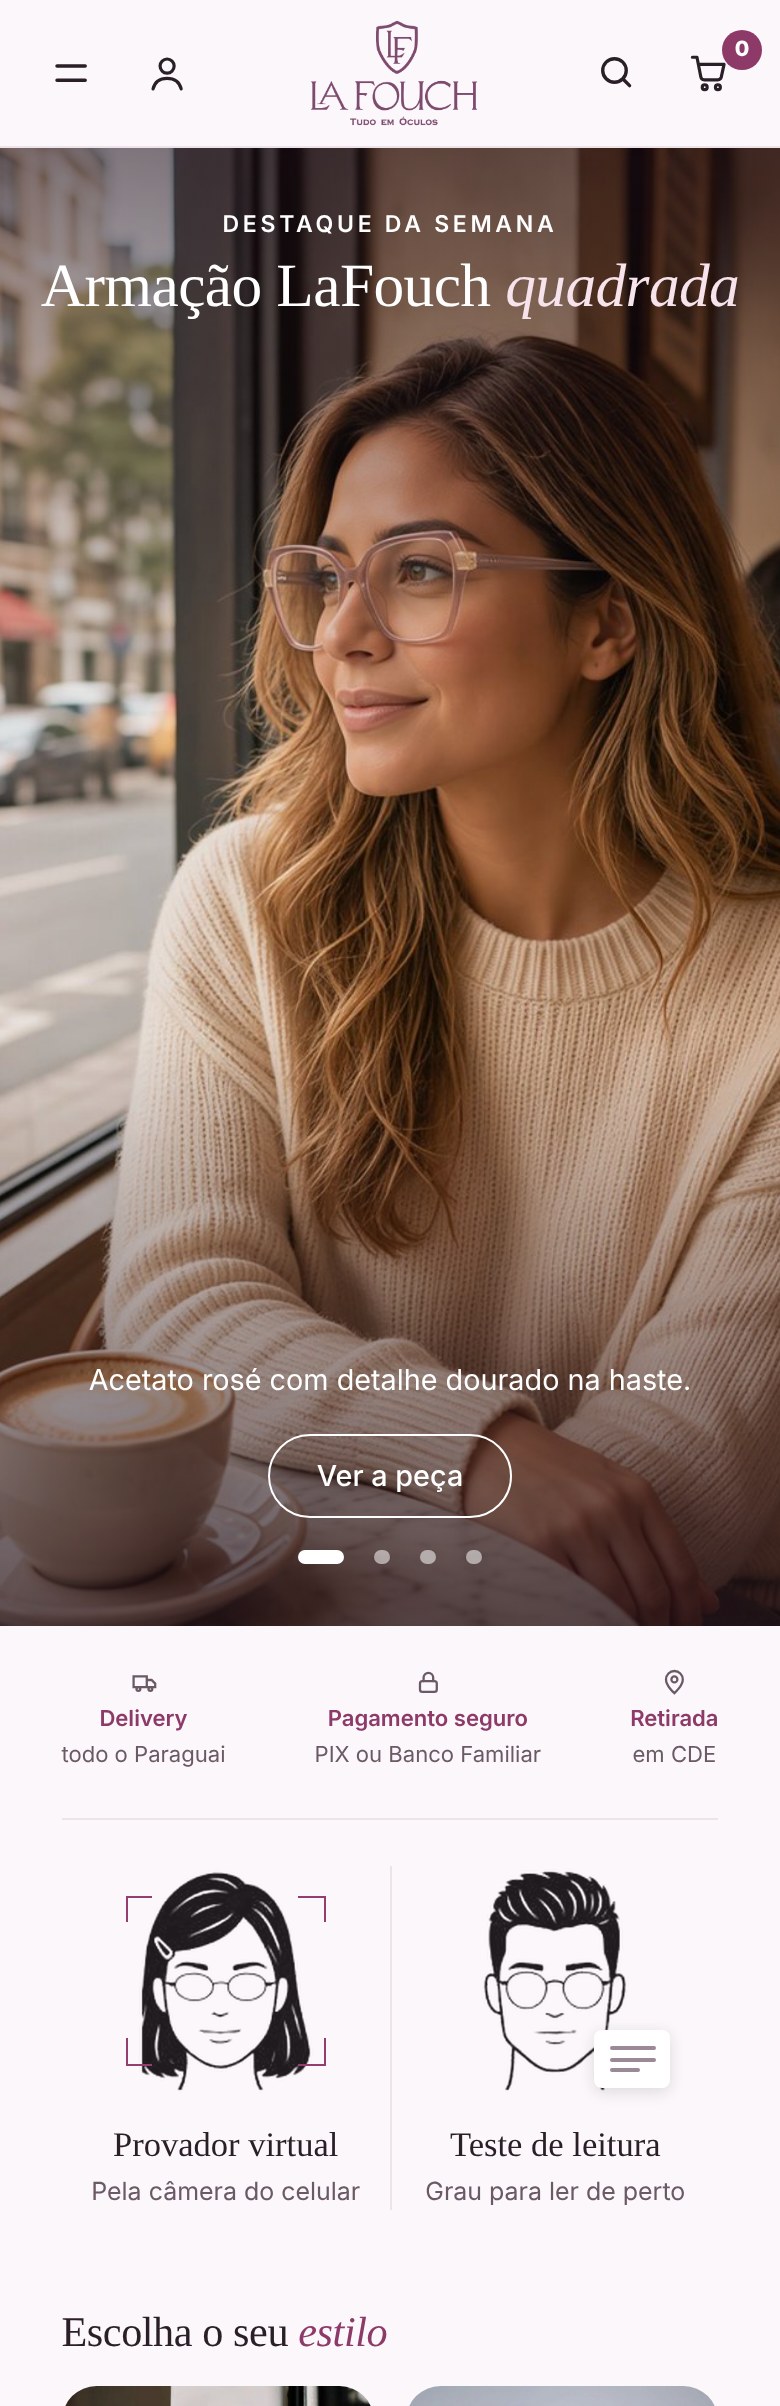 0
LF
LA FOUCH
TUDO EM ÓCULOS
DESTAQUE DA SEMANA
Armação LaFouch quadrada
Acetato rosé com detalhe dourado na haste.
Ver a peça
Delivery
todo o Paraguai
Pagamento seguro
PIX ou Banco Familiar
Retirada
em CDE
Provador virtual
Pela câmera do celular
Teste de leitura
Grau para ler de perto
Escolha o seu estilo